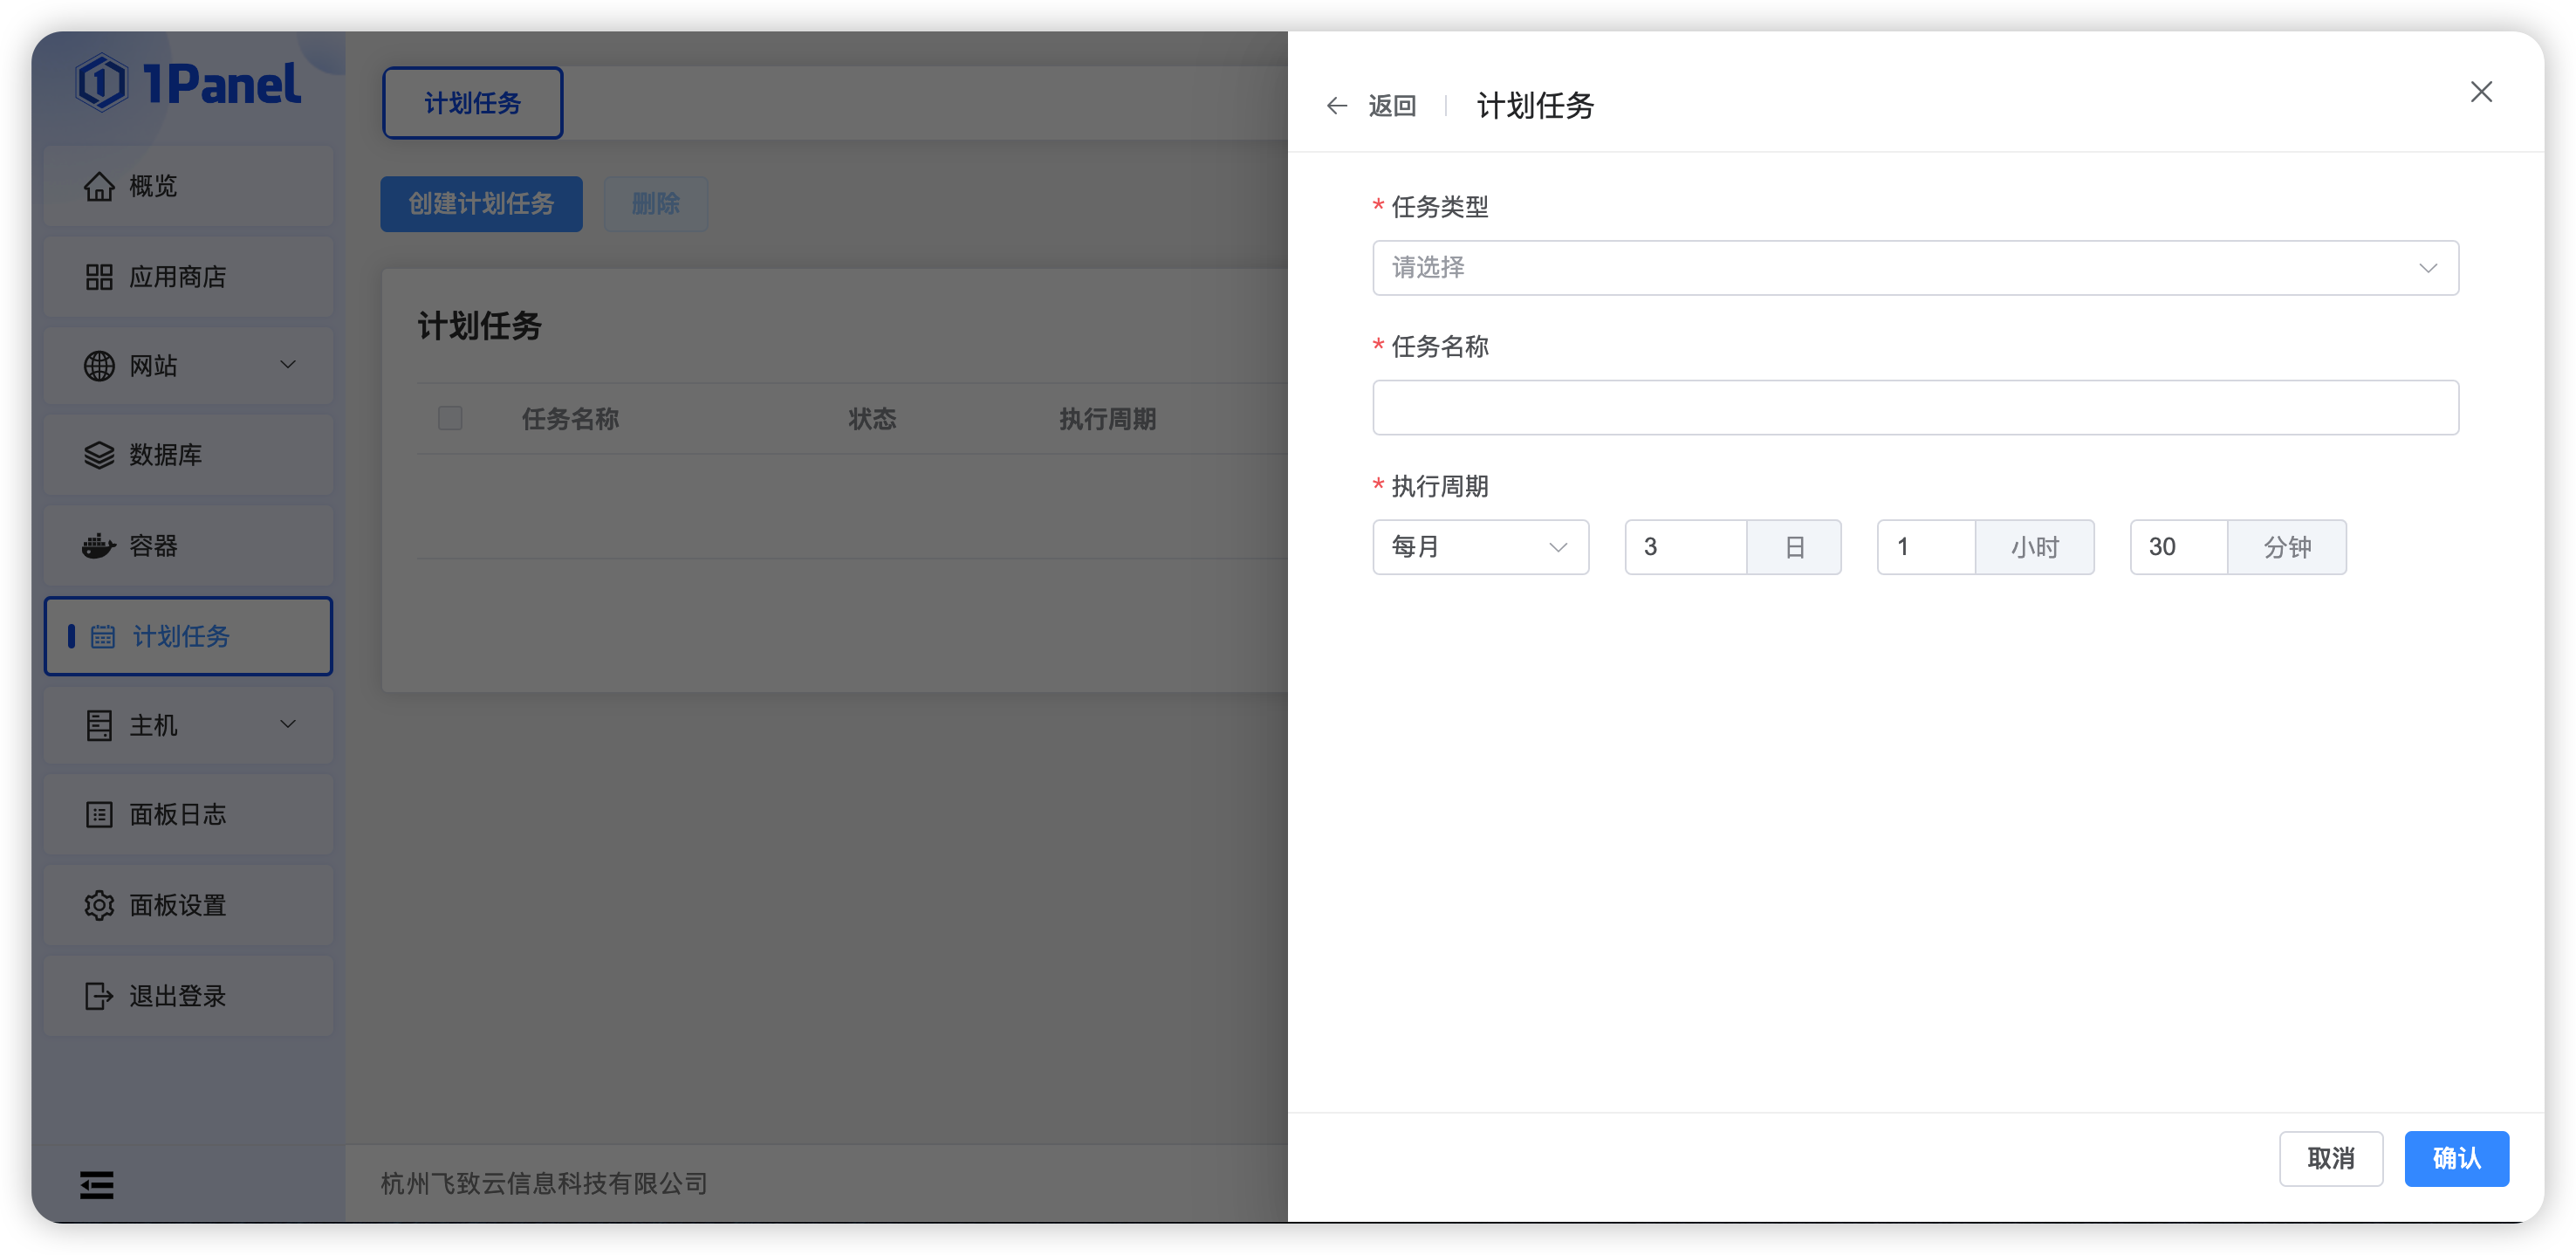 1Panel
概览
应用商店
网站
数据库
容器
计划任务
主机
面板日志
面板设置
退出登录
计划任务
创建计划任务 删除
计划任务
任务名称 状态 执行周期
杭州飞致云信息科技有限公司
返回 计划任务
* 任务类型
请选择
* 任务名称
* 执行周期
每月 3 日 1 小时 30 分钟
取消 确认